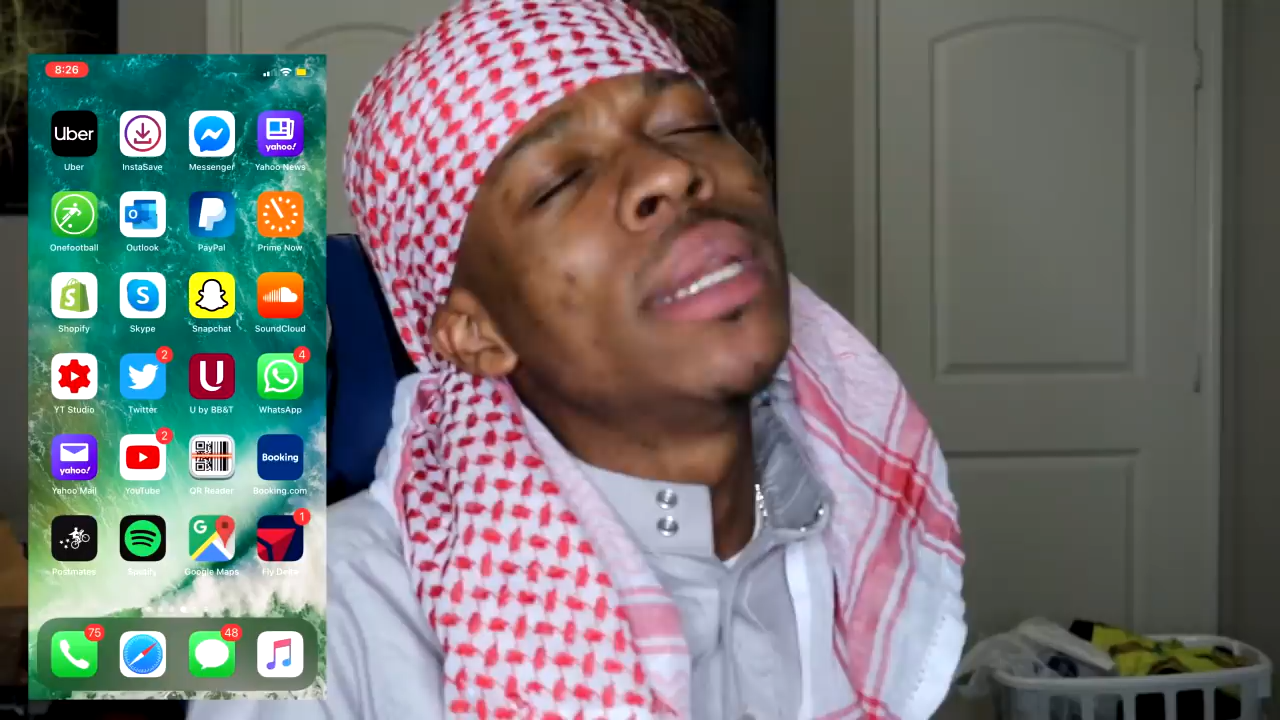 8:26
Uber
yahoo!
Uber InstaSave Messenger Yahoo News
Onefootball Outlook PayPal Prime Now
Shopify Skype Snapchat SoundCloud
2 4
U
YT Studio Twitter U by BB&T WhatsApp
2
yahoo! Booking
Yahoo Mail YouTube QR Reader Booking.com
1
G
Postmates Spotify Google Maps Fly Delta
75 48